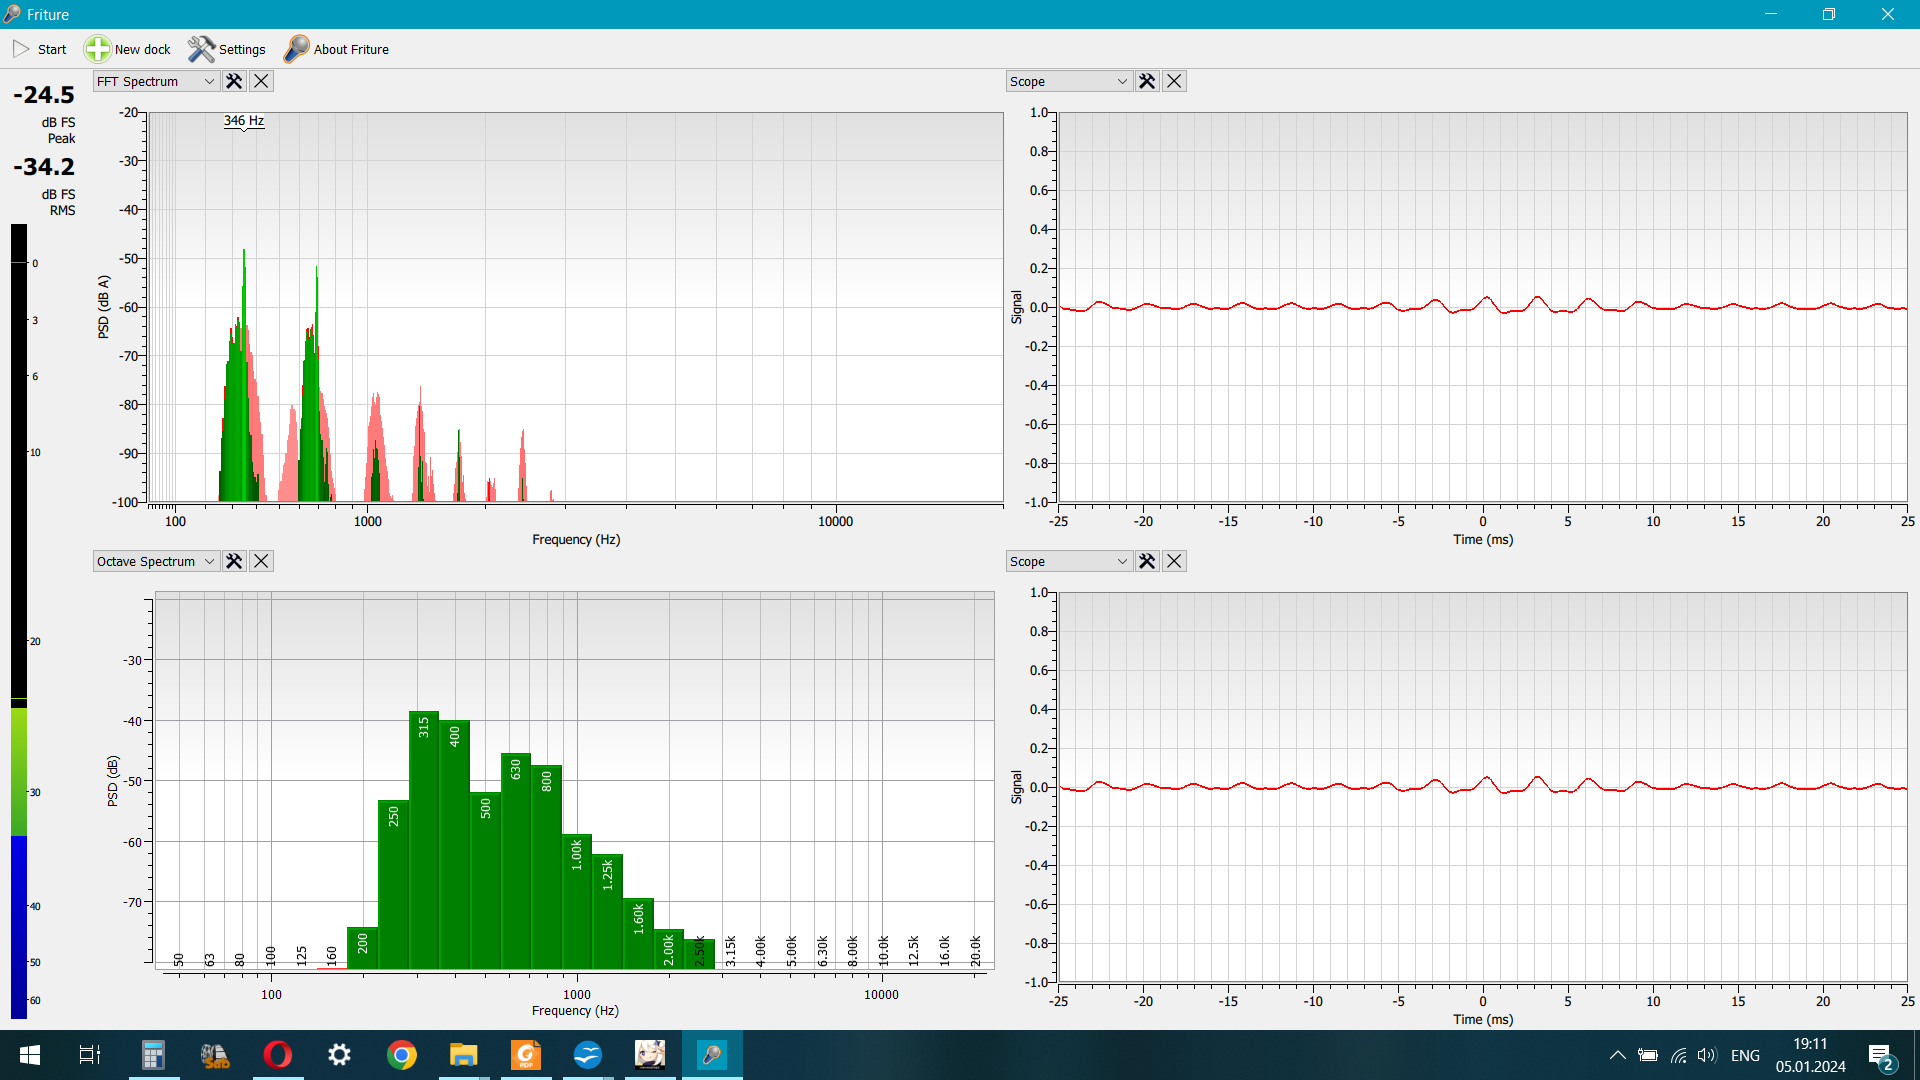 Friture
Start New dock Settings About Friture
-24.5
dB FS
Peak
-34.2
dB FS
RMS
0
3
6
10
20
30
40
50
60
FFT Spectrum
346 Hz
-20
-30
-40
-50
-60
-70
-80
-90
-100
PSD (dB A)
100 1000 10000
Frequency (Hz)
Scope
1.0
0.8
0.6
0.4
0.2
0.0
-0.2
-0.4
-0.6
-0.8
-1.0
Signal
-25 -20 -15 -10 -5 0 5 10 15 20 25
Time (ms)
Octave Spectrum
-30
-40
-50
-60
-70
PSD (dB)
50 63 80 100 125 160 200 250 315 400 500 630 800 1.00k 1.25k 1.60k 2.00k 2.50k 3.15k 4.00k 5.00k 6.30k 8.00k 10.0k 12.5k 16.0k 20.0k
100 1000 10000
Frequency (Hz)
Scope
1.0
0.8
0.6
0.4
0.2
0.0
-0.2
-0.4
-0.6
-0.8
-1.0
Signal
-25 -20 -15 -10 -5 0 5 10 15 20 25
Time (ms)
Sab
PDF
ENG
19:11
05.01.2024
2